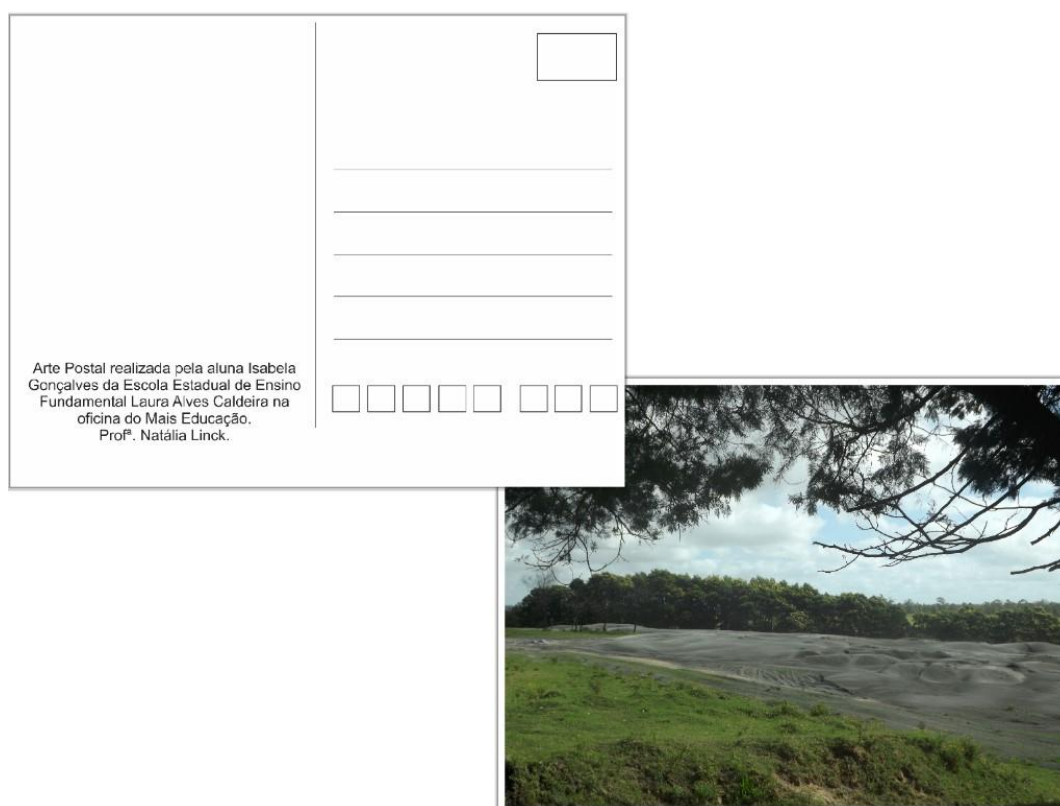 Arte Postal realizada pela aluna Isabela
Gonçalves da Escola Estadual de Ensino
Fundamental Laura Alves Caldeira na
oficina do Mais Educação.
Profª. Natália Linck.